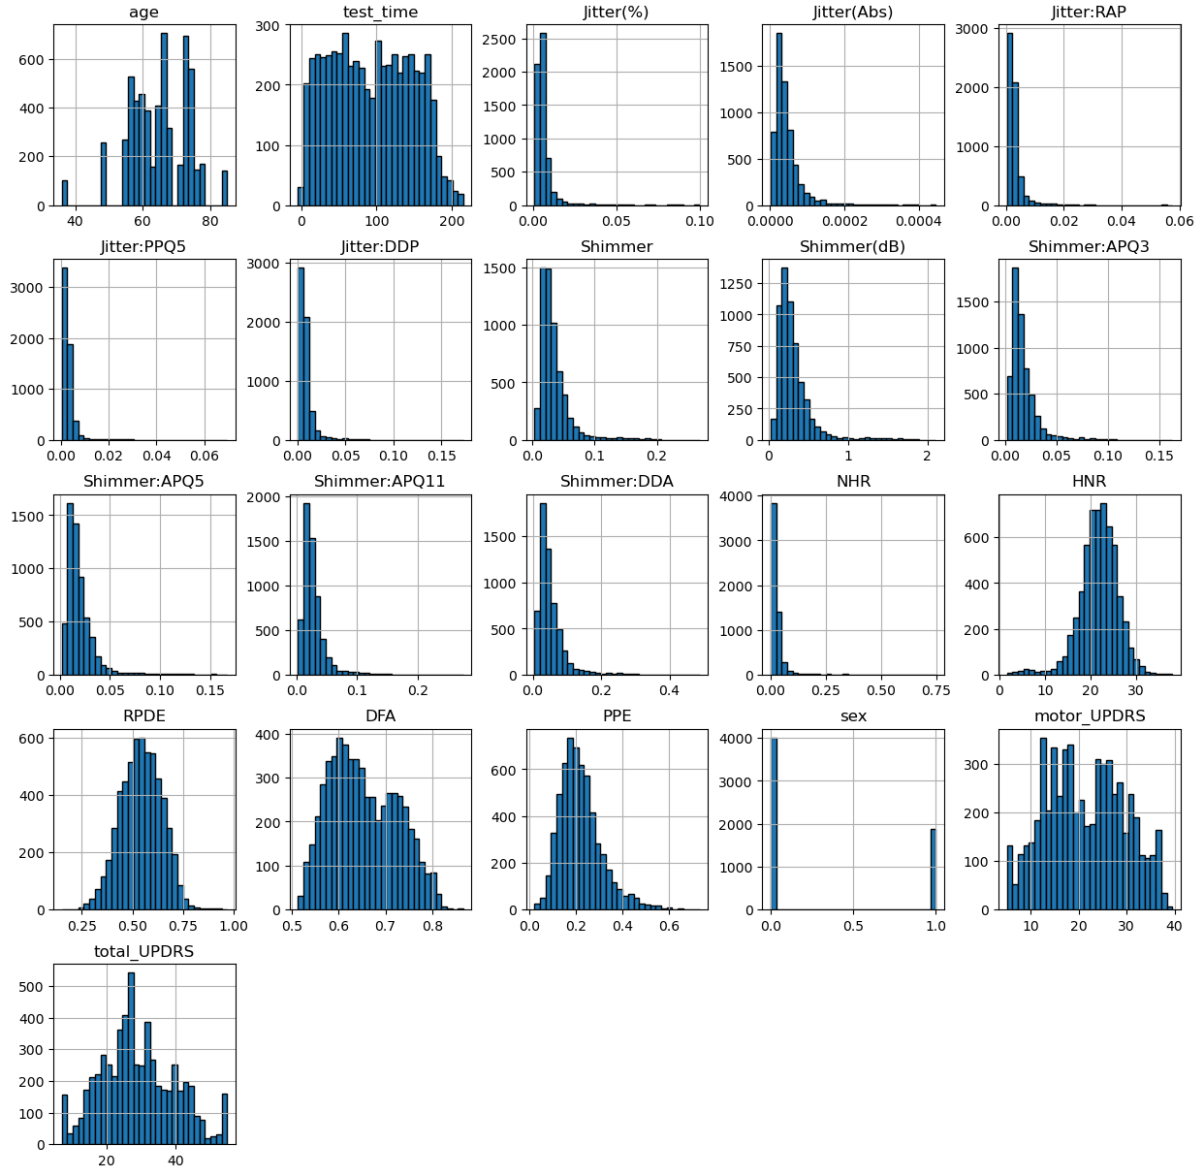 age test_time Jitter(%) Jitter(Abs) Jitter:RAP
600 400 200 0
300 200 100 0
2500 2000 1500 1000 500 0
1500 1000 500 0
3000 2000 1000 0
40 60 80
0 100 200
0.00 0.05 0.10
0.0000 0.0002 0.0004
0.00 0.02 0.04 0.06
Jitter:PPQ5 Jitter:DDP Shimmer Shimmer(dB) Shimmer:APQ3
3000 2000 1000 0
3000 2000 1000 0
1500 1000 500 0
1250 1000 750 500 250 0
1500 1000 500 0
0.00 0.02 0.04 0.06
0.00 0.05 0.10 0.15
0.0 0.1 0.2
0 1 2
0.00 0.05 0.10 0.15
Shimmer:APQ5 Shimmer:APQ11 Shimmer:DDA NHR HNR
1500 1000 500 0
2000 1500 1000 500 0
1500 1000 500 0
4000 3000 2000 1000 0
600 400 200 0
0.00 0.05 0.10 0.15
0.0 0.1 0.2
0.0 0.2 0.4
0.00 0.25 0.50 0.75
0 10 20 30
RPDE DFA PPE sex motor_UPDRS
600 400 200 0
400 300 200 100 0
600 400 200 0
4000 3000 2000 1000 0
300 200 100 0
0.25 0.50 0.75 1.00
0.5 0.6 0.7 0.8
0.0 0.2 0.4 0.6
0.0 0.5 1.0
10 20 30 40
total_UPDRS
500 400 300 200 100 0
20 40